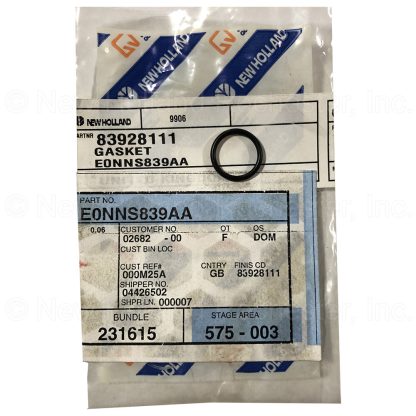 NEW HOLLAND
NEW HOLLAND
NEW HOLLAND 9906
PARTNR 83928111
GASKET
E0NNS839AA
PART NO.
E0NNS839AA
0.06 CUSTOMER NO. OT OS
02682 -00 F DOM
CUST BIN LOC
CUST REF# CNTRY FINIS CD
000M25A GB 83928111
SHIPPER NO.
04426502
SHPR LN. 000007
BUNDLE STAGE AREA
231615 575 - 003